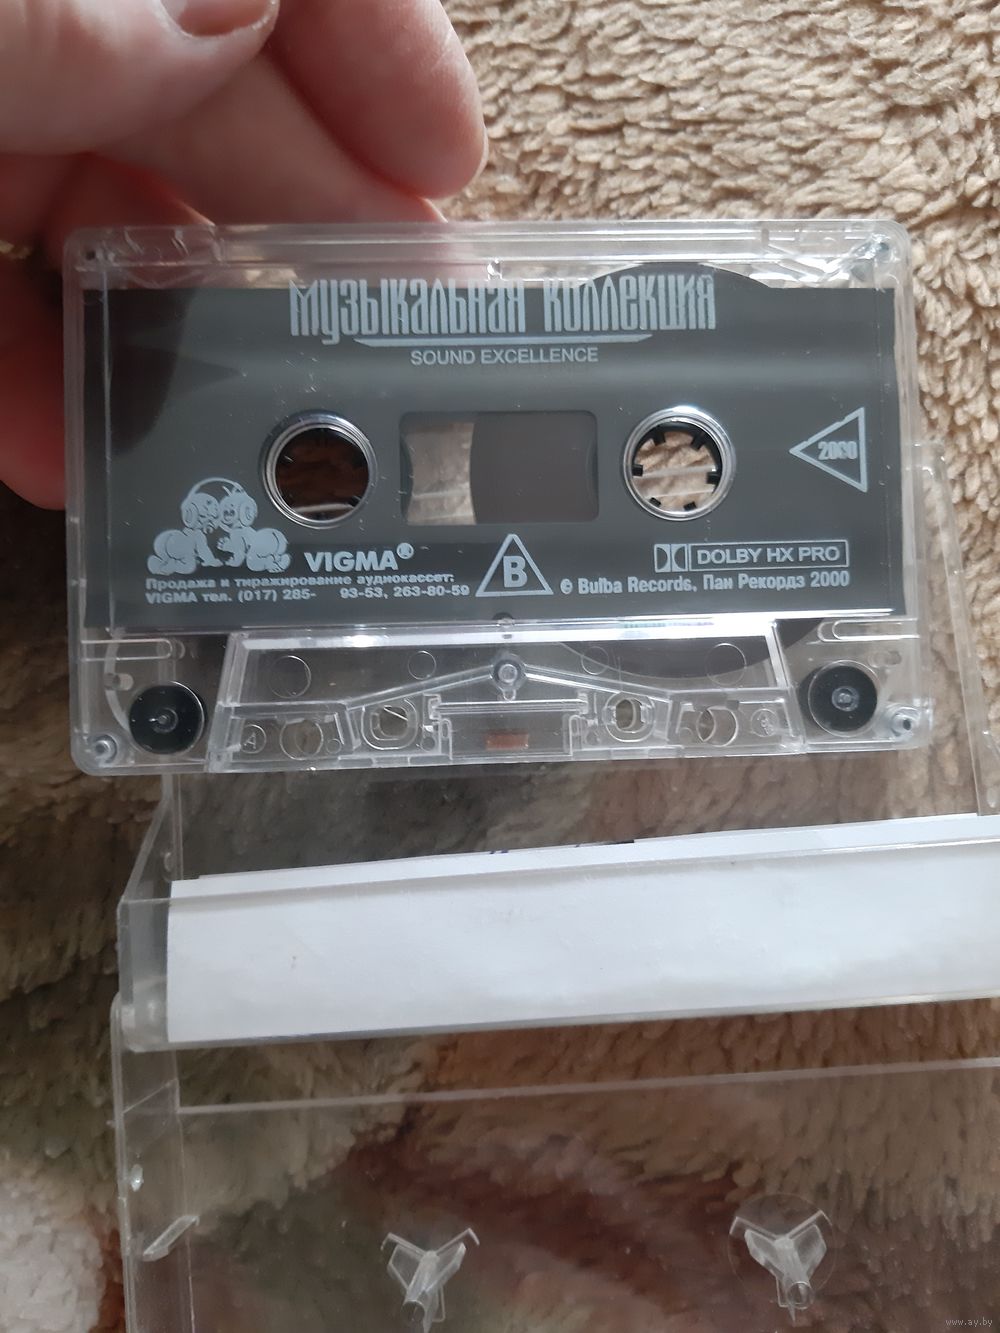 Музыкальная коллекция
SOUND EXCELLENCE
2000
VIGMA®
Продажа и тиражирование аудиокассет:
VIGMA тел. (017) 285- 93-53, 263-80-59
B
DOLBY HX PRO
© Bulba Records, Пан Рекордз 2000
A
www.ay.by